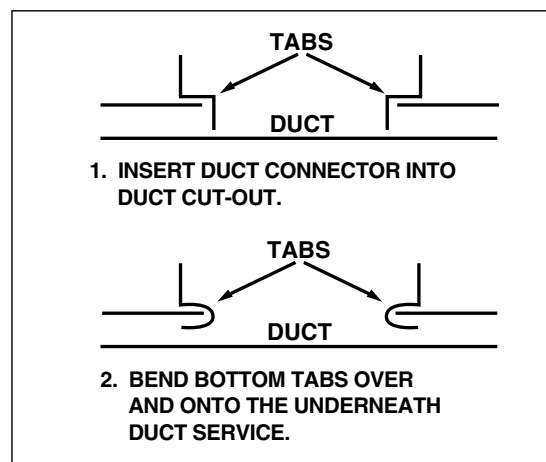 TABS
DUCT
1. INSERT DUCT CONNECTOR INTO
DUCT CUT-OUT.
TABS
DUCT
2. BEND BOTTOM TABS OVER
AND ONTO THE UNDERNEATH
DUCT SERVICE.